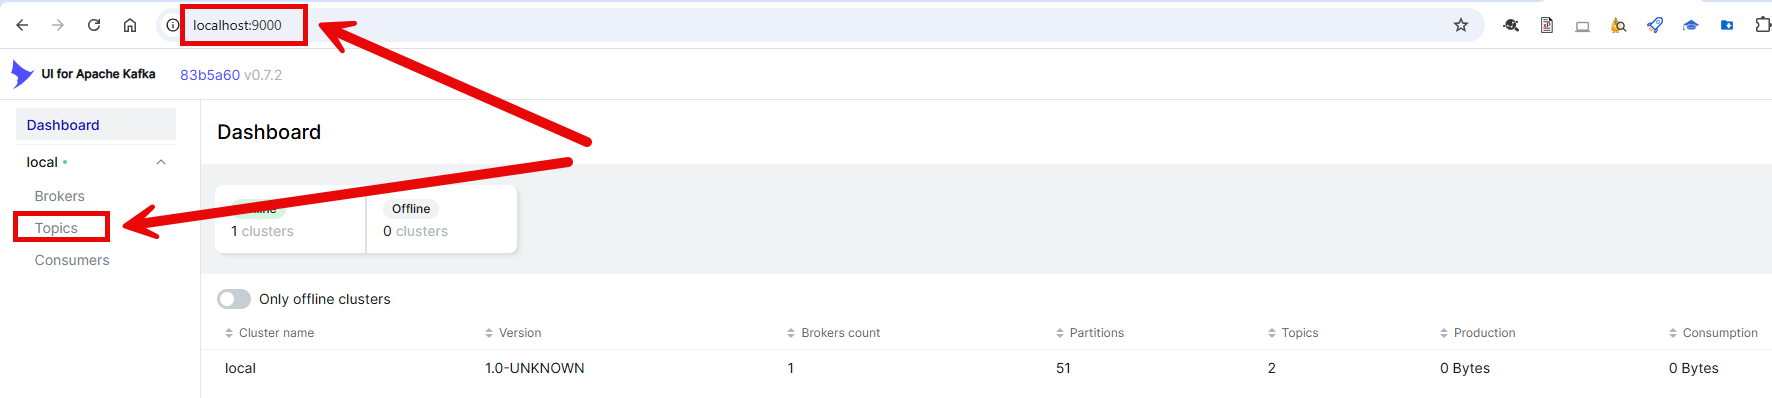 localhost:9000
UI for Apache Kafka 83b5a60 v0.7.2
Dashboard
local
Brokers
Topics
Consumers
Dashboard
Offline
1 clusters
0 clusters
Only offline clusters
Cluster name Version Brokers count Partitions Topics Production Consumption
local 1.0-UNKNOWN 1 51 2 0 Bytes 0 Bytes